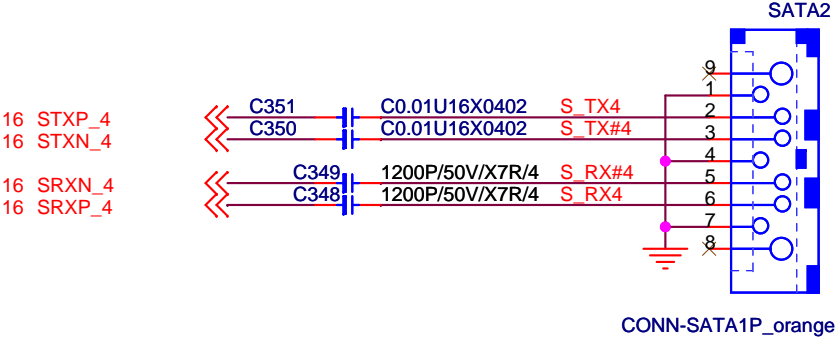 SATA2
9
1
16 STXP_4 C351 C0.01U16X0402 S_TX4 2
16 STXN_4 C350 C0.01U16X0402 S_TX#4 3
4
16 SRXN_4 C349 1200P/50V/X7R/4 S_RX#4 5
16 SRXP_4 C348 1200P/50V/X7R/4 S_RX4 6
7
8
CONN-SATA1P_orange